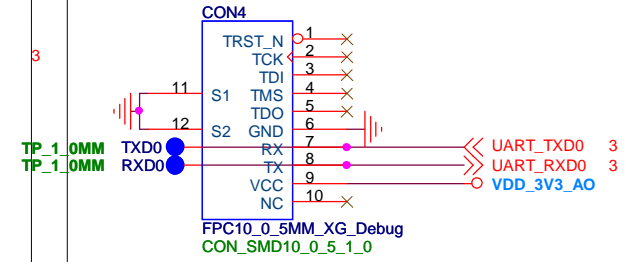 CON4
TRST_N 1
3 TCK 2
TDI 3
11 S1 TMS 4
TDO 5
12 S2 GND 6
TP_1_0MM TXD0 RX 7 UART_TXD0 3
TP_1_0MM RXD0 TX 8 UART_RXD0 3
VCC 9 VDD_3V3_AO
NC 10
FPC10_0_5MM_XG_Debug
CON_SMD10_0_5_1_0